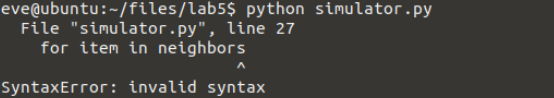 eve@ubuntu:~/files/lab5$ python simulator.py
  File "simulator.py", line 27
    for item in neighbors
                        ^
SyntaxError: invalid syntax